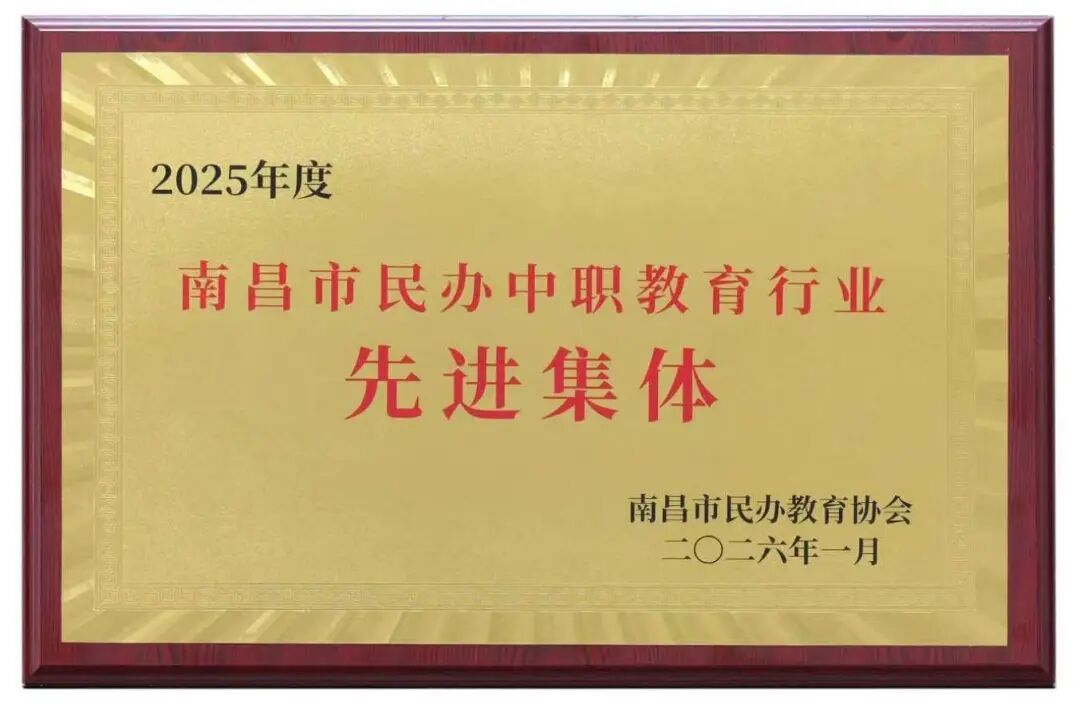 2025年度
南昌市民办中职教育行业
先进集体
南昌市民办教育协会
二〇二六年一月